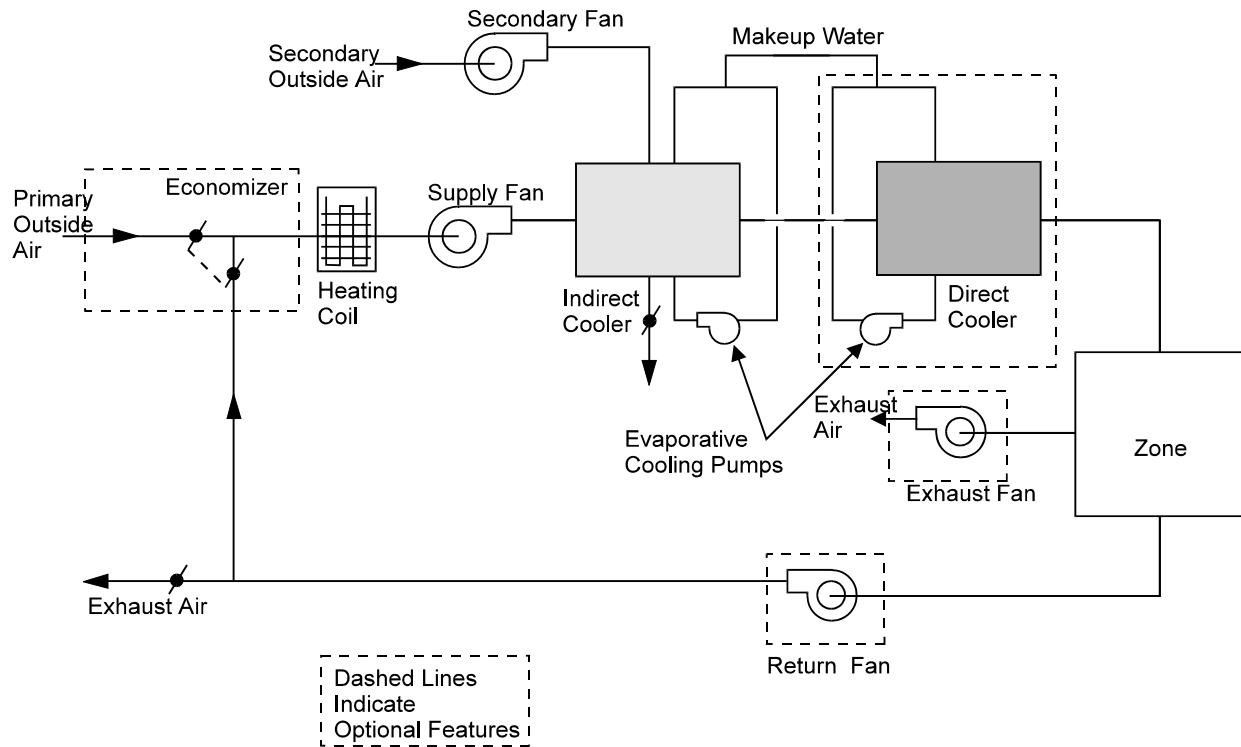 Secondary Fan
Secondary
Outside Air
Makeup Water
Primary
Outside
Air
Economizer
Supply Fan
Heating
Coil
Indirect
Cooler
Direct
Cooler
Evaporative
Cooling Pumps
Exhaust
Air
Exhaust Fan
Zone
Exhaust Air
Return Fan
Dashed Lines
Indicate
Optional Features